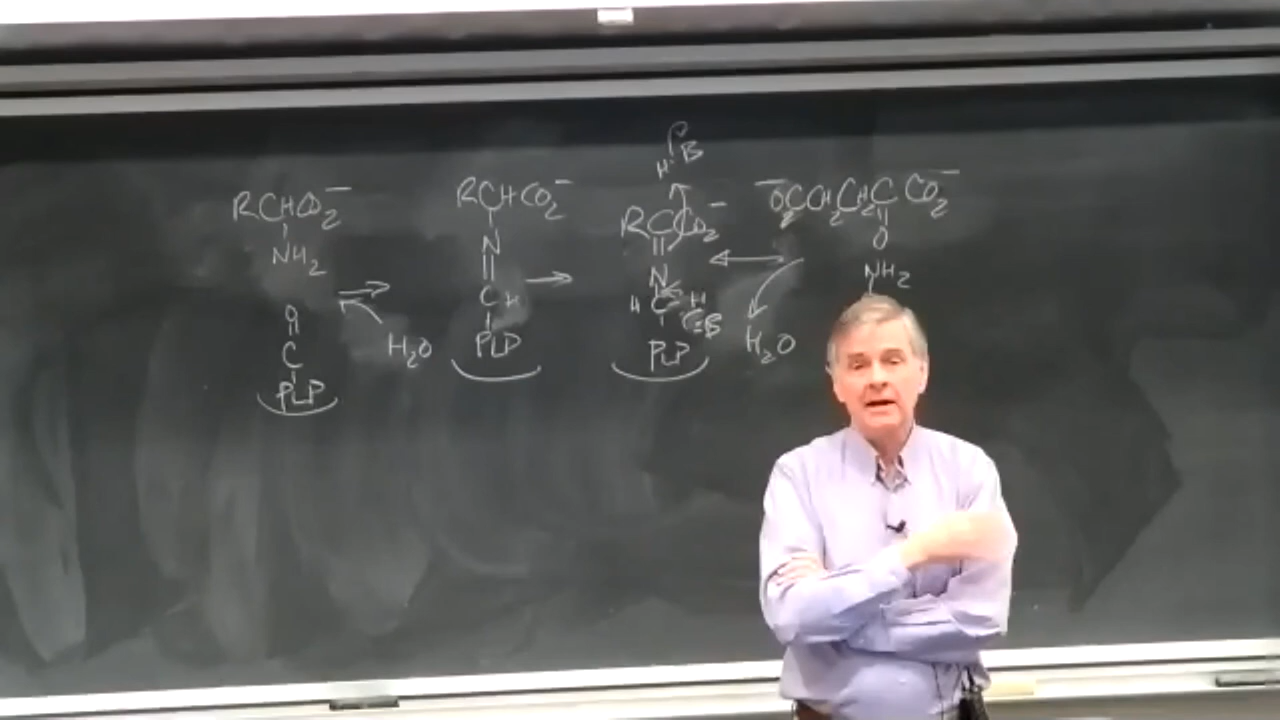 RCHCO₂⁻
NH₂
O
C
PLP
H₂O
RCHCO₂⁻
N
CH
PLP
H B
RCCO₂⁻
N
H C H
B
PLP
⁻O₂CCH₂CH₂CCO₂⁻
O
NH₂
H₂O